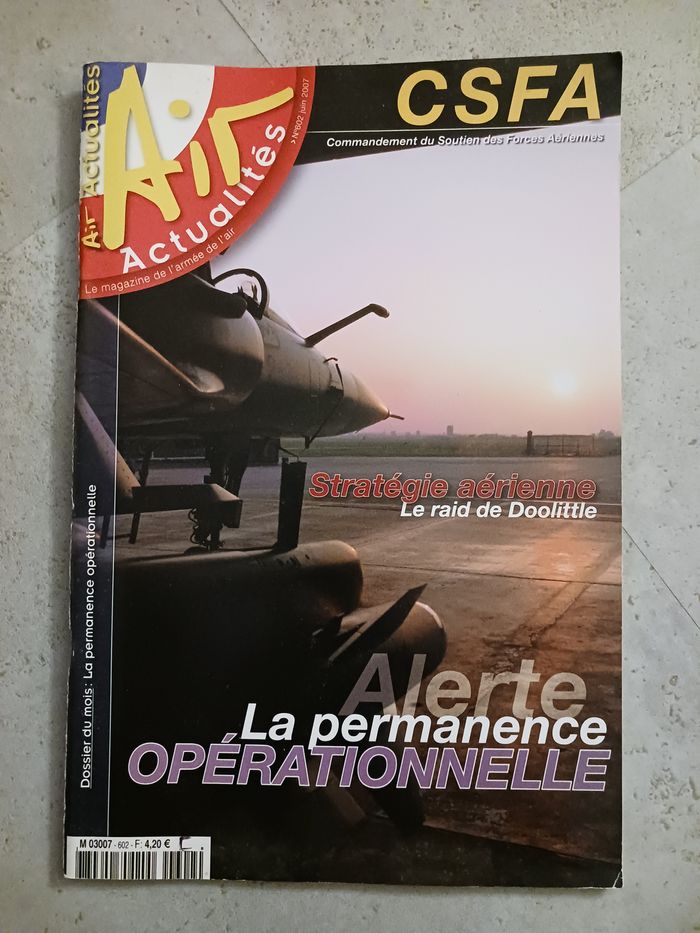 Air Actualités
Air
Actualités
Le magazine de l'armée de l'air
> N°602 juin 2007
CSFA
Commandement du Soutien des Forces Aériennes
Stratégie aérienne
Le raid de Doolittle
Alerte
La permanence
OPÉRATIONNELLE
Dossier du mois : La permanence opérationnelle
M 03007 - 602 - F: 4,20 €